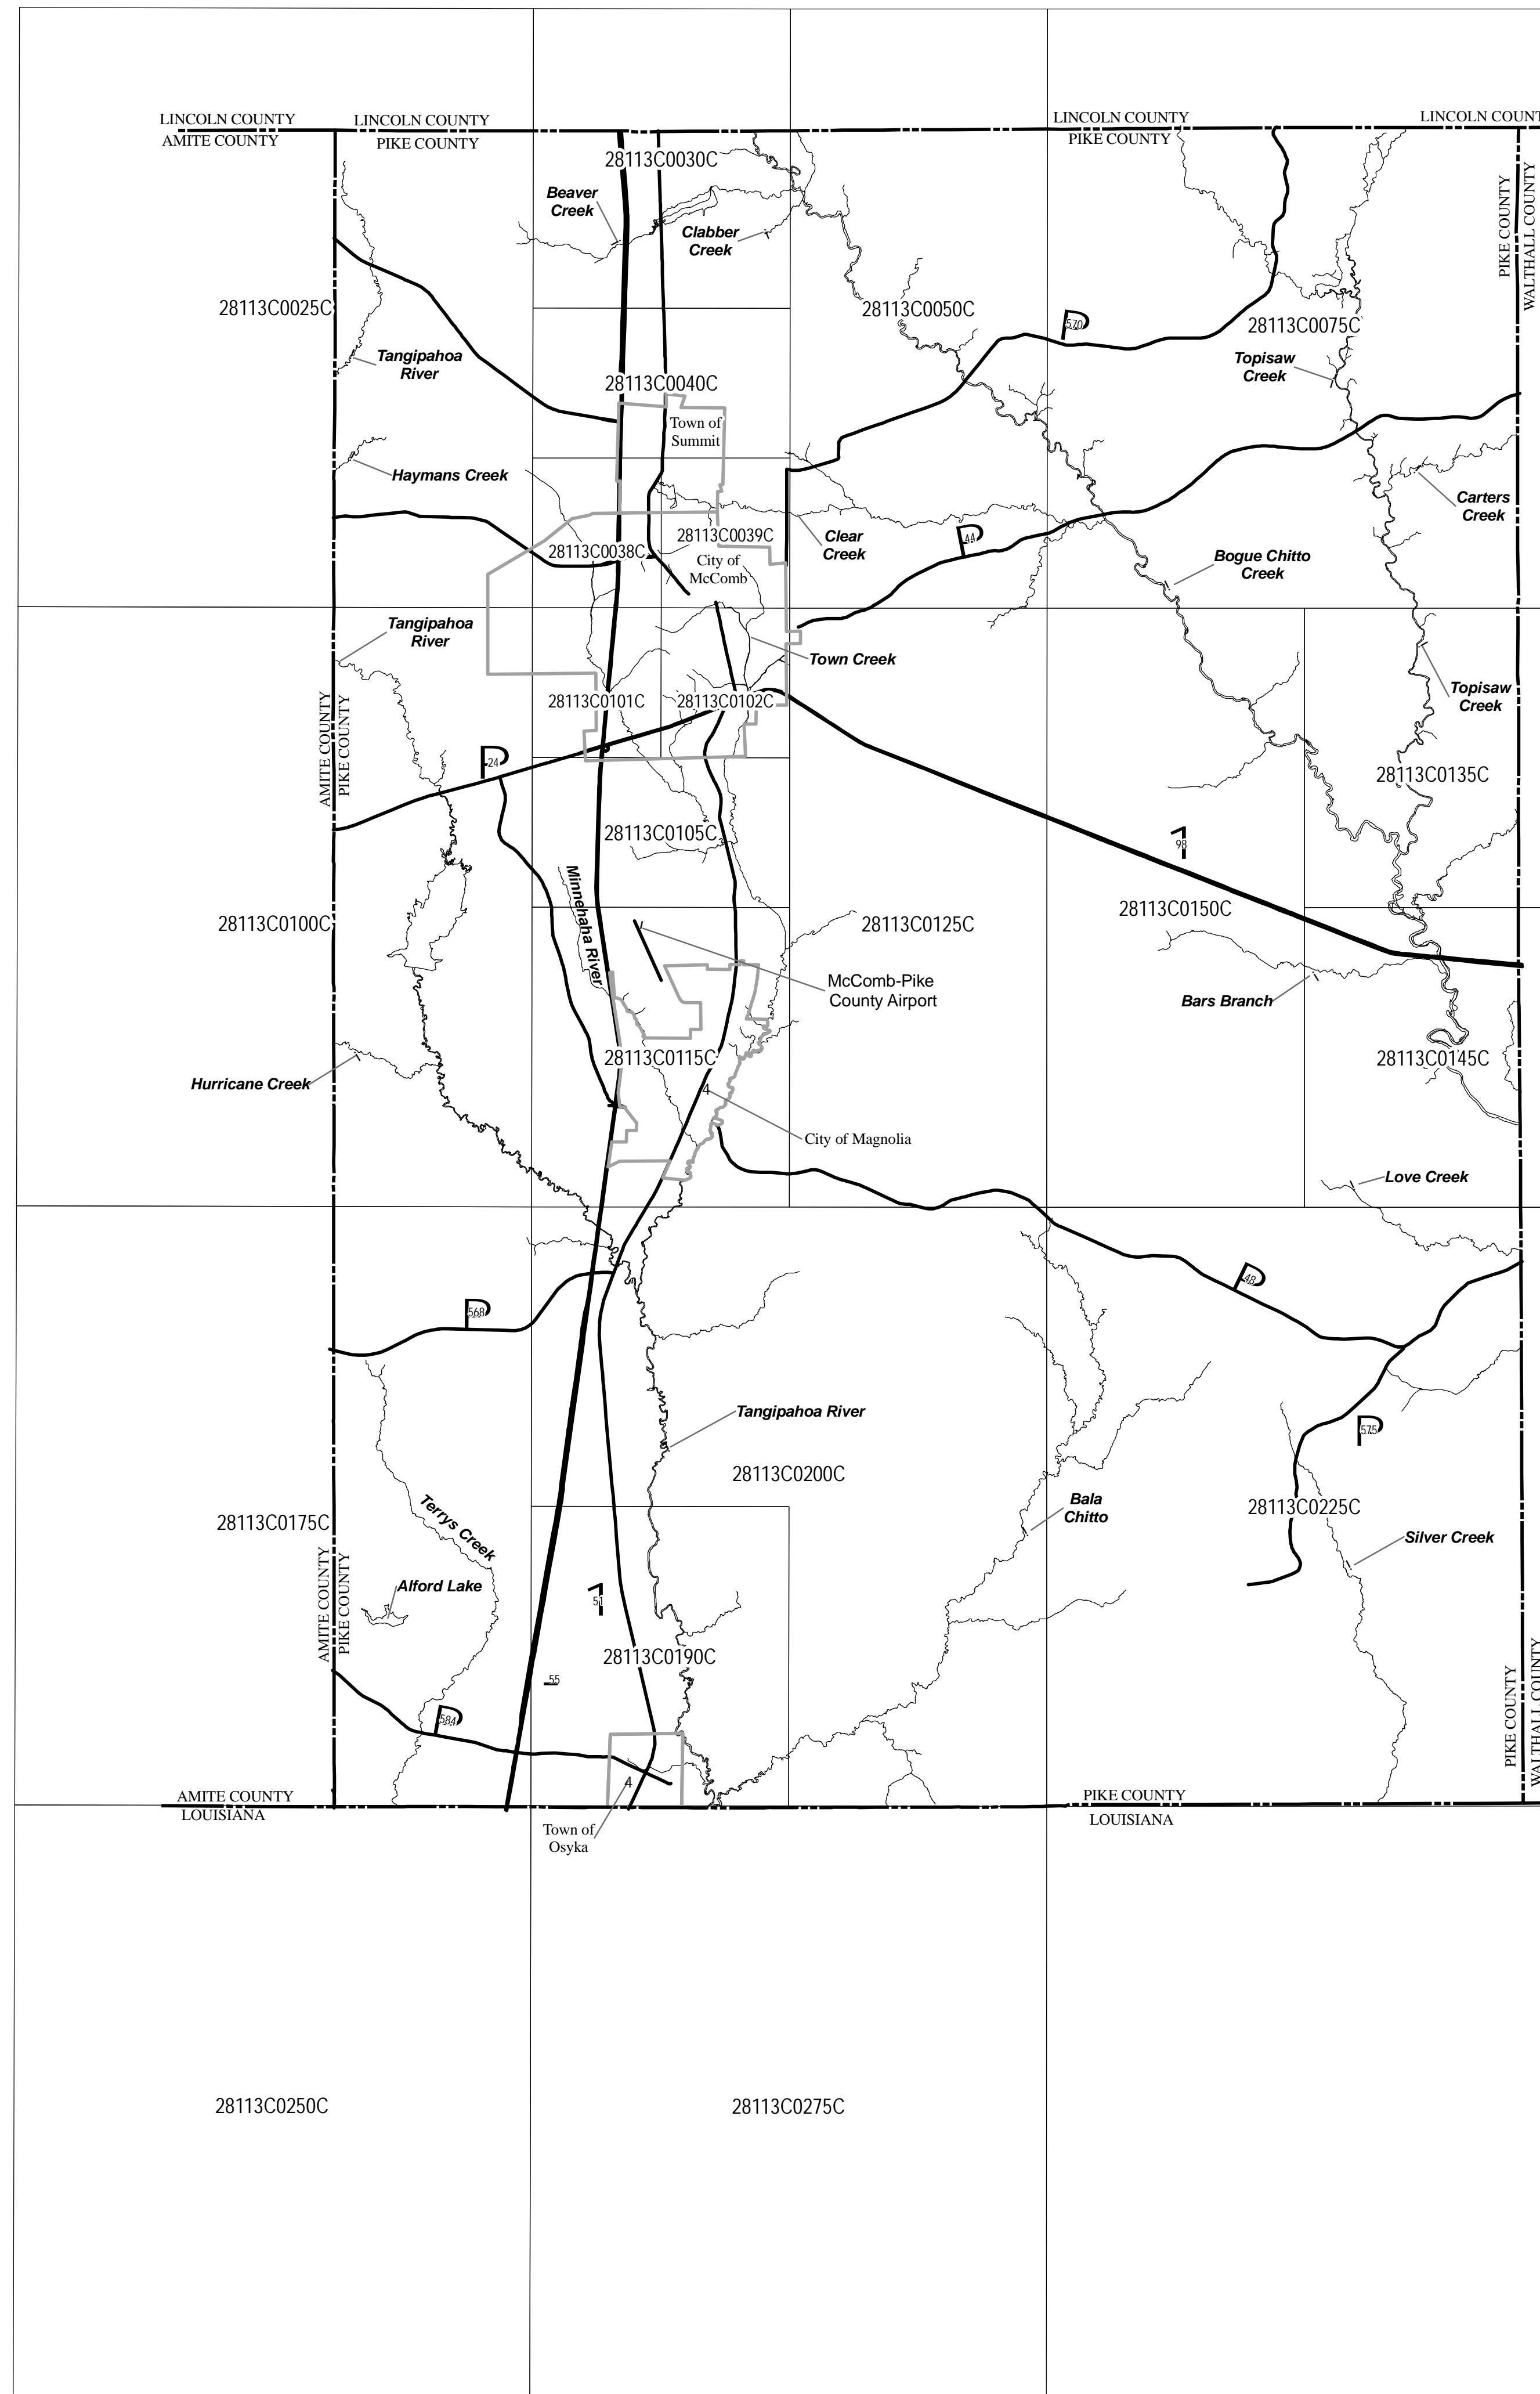 LINCOLN COUNTY
LINCOLN COUNTY
LINCOLN COUNTY
LINCOLN COUNT
AMITE COUNTY
PIKE COUNTY
PIKE COUNTY
28113C0030C
PIKE COUNTY
WALTHALL COUNTY
Beaver
Creek
Clabber
Creek
28113C0025C
28113C0050C
570
28113C0075C
Tangipahoa
River
Topisaw
Creek
28113C0040C
Town of
Summit
Haymans Creek
Carters
Creek
28113C0038C
28113C0039C
City of
McComb
Clear
Creek
44
Bogue Chitto
Creek
Tangipahoa
River
Town Creek
Topisaw
Creek
28113C0101C
28113C0102C
AMITE COUNTY
PIKE COUNTY
24
28113C0135C
28113C0105C
98
Minnehaha River
28113C0100C
28113C0125C
28113C0150C
McComb-Pike
County Airport
Bars Branch
28113C0115C
28113C0145C
Hurricane Creek
4
City of Magnolia
Love Creek
48
568
Tangipahoa River
575
28113C0200C
28113C0175C
Terrys Creek
Bala
Chitto
28113C0225C
Silver Creek
AMITE COUNTY
PIKE COUNTY
Alford Lake
51
28113C0190C
55
584
PIKE COUNTY
WALTHALL COUNTY
4
AMITE COUNTY
PIKE COUNTY
LOUISIANA
LOUISIANA
Town of
Osyka
28113C0250C
28113C0275C